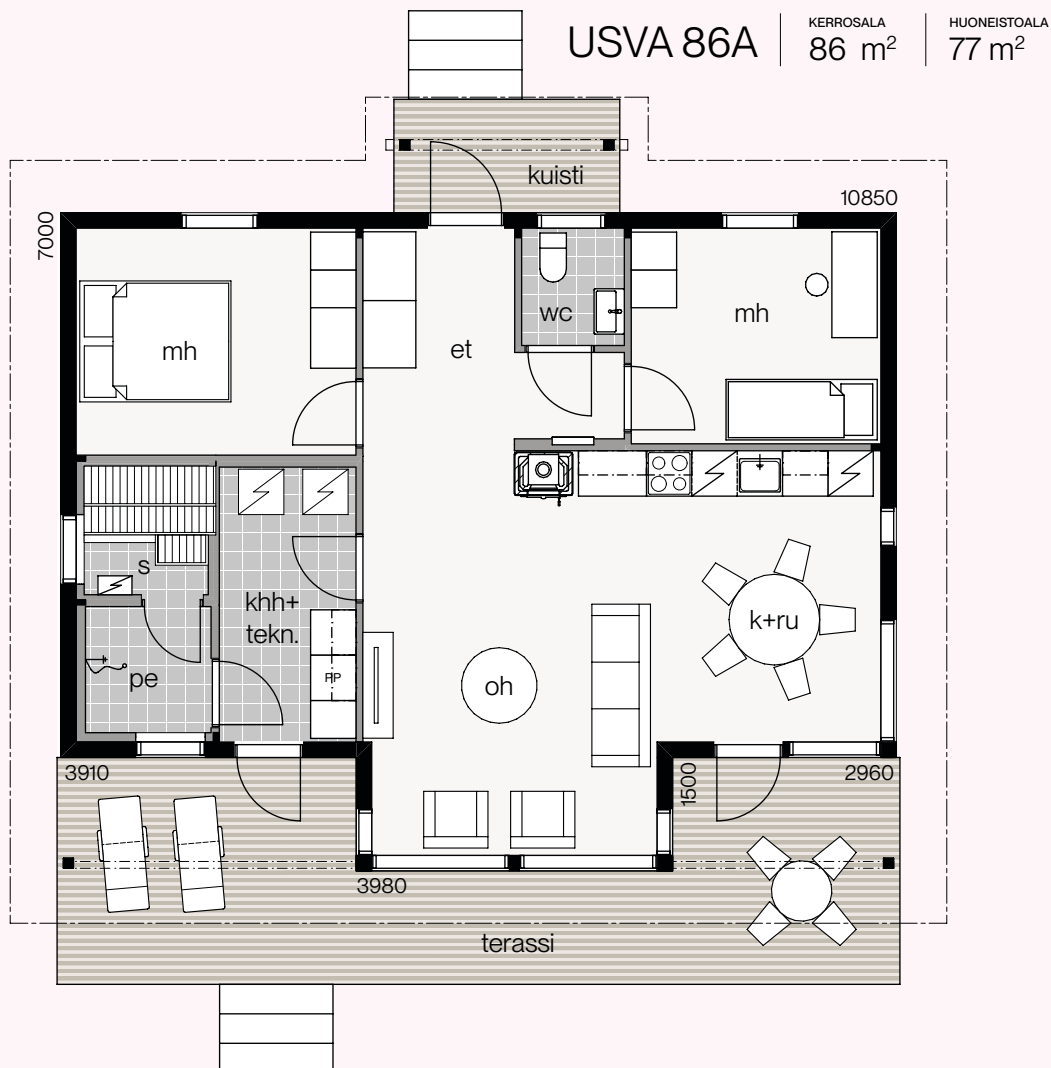 USVA 86A
KERROSALA
86 m²
HUONEISTOALA
77 m²
kuisti
10850
7000
mh
et
wc
mh
s
khh+
tekn.
pe
PP
oh
k+ru
3910
1500
2960
3980
terassi